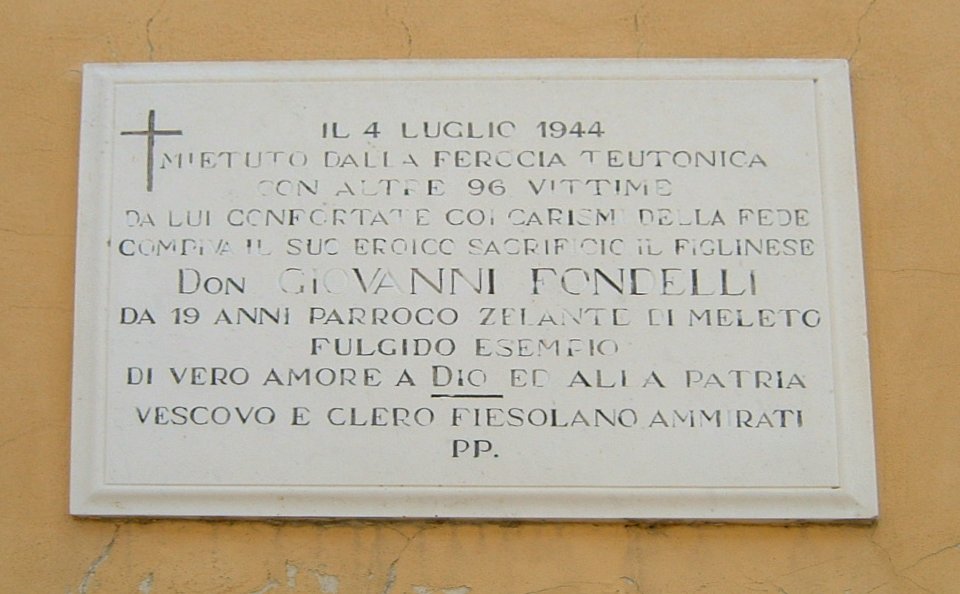 IL 4 LUGLIO 1944
MIETUTO DALLA FEROCIA TEUTONICA
CON ALTRE 96 VITTIME
DA LUI CONFORTATE COI CARISMI DELLA FEDE
COMPIVA IL SUO EROICO SACRIFICIO IL FIGLINESE
DON GIOVANNI FONDELLI
DA 19 ANNI PARROCO ZELANTE DI MELETO
FULGIDO ESEMPIO
DI VERO AMORE A DIO ED ALLA PATRIA
VESCOVO E CLERO FIESOLANO AMMIRATI
PP.